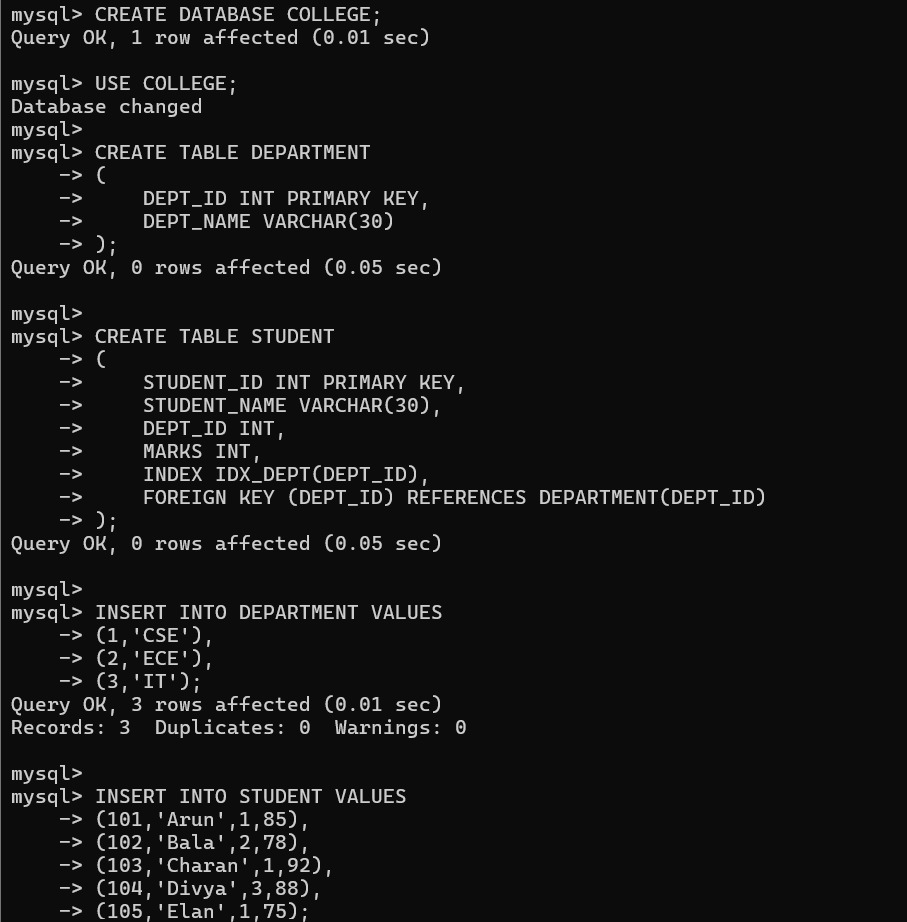 mysql> CREATE DATABASE COLLEGE;
Query OK, 1 row affected (0.01 sec)
mysql> USE COLLEGE;
Database changed
mysql>
mysql> CREATE TABLE DEPARTMENT
    -> (
    ->     DEPT_ID INT PRIMARY KEY,
    ->     DEPT_NAME VARCHAR(30)
    -> );
Query OK, 0 rows affected (0.05 sec)
mysql>
mysql> CREATE TABLE STUDENT
    -> (
    ->     STUDENT_ID INT PRIMARY KEY,
    ->     STUDENT_NAME VARCHAR(30),
    ->     DEPT_ID INT,
    ->     MARKS INT,
    ->     INDEX IDX_DEPT(DEPT_ID),
    ->     FOREIGN KEY (DEPT_ID) REFERENCES DEPARTMENT(DEPT_ID)
    -> );
Query OK, 0 rows affected (0.05 sec)
mysql>
mysql> INSERT INTO DEPARTMENT VALUES
    -> (1,'CSE'),
    -> (2,'ECE'),
    -> (3,'IT');
Query OK, 3 rows affected (0.01 sec)
Records: 3  Duplicates: 0  Warnings: 0
mysql>
mysql> INSERT INTO STUDENT VALUES
    -> (101,'Arun',1,85),
    -> (102,'Bala',2,78),
    -> (103,'Charan',1,92),
    -> (104,'Divya',3,88),
    -> (105,'Elan',1,75);